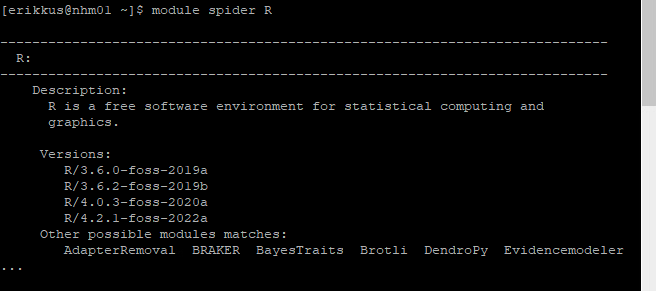 [erikkus@nhm01 ~]$ module spider R
----------------------------------------------------------------------------
R:
----------------------------------------------------------------------------
Description:
R is a free software environment for statistical computing and
graphics.
Versions:
R/3.6.0-foss-2019a
R/3.6.2-foss-2019b
R/4.0.3-foss-2020a
R/4.2.1-foss-2022a
Other possible modules matches:
AdapterRemoval BRAKER BayesTraits Brotli DendroPy Evidencemodeler
...